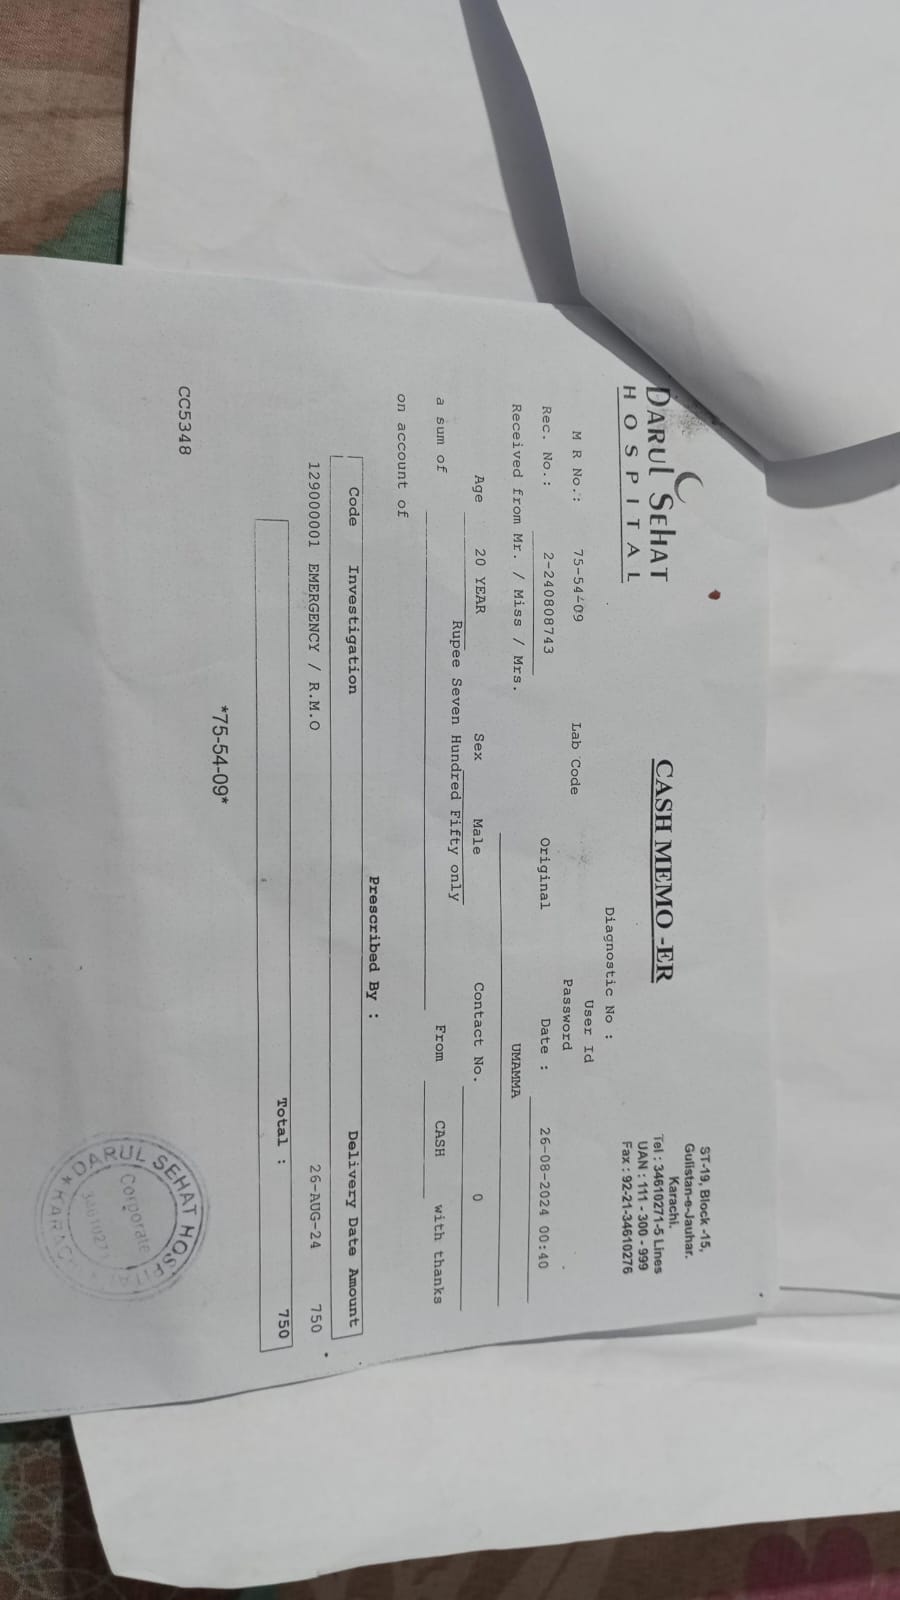 DARUL SEHAT
HOSPITAL
CASH MEMO -ER
ST-19, Block -15,
Gulistan-e-Jauhar.
Karachi.
Tel : 34610271-5 Lines
UAN : 111 - 300 - 999
Fax : 92-21-34610276
Diagnostic No :
User Id
M R No.: 75-54-09 Lab Code Password
Rec. No.: 2-240808743 Original Date : 26-08-2024 00:40
Received from Mr. / Miss / Mrs. UMAMMA
Age 20 YEAR Sex Male Contact No. 0
Rupee Seven Hundred Fifty only
a sum of From CASH with thanks
on account of
Prescribed By :
Code Investigation Delivery Date Amount
129000001 EMERGENCY / R.M.O 26-AUG-24 750
Total : 750
*75-54-09*
CC5348
DARUL SEHAT HOSPITAL
Corporate
3461027